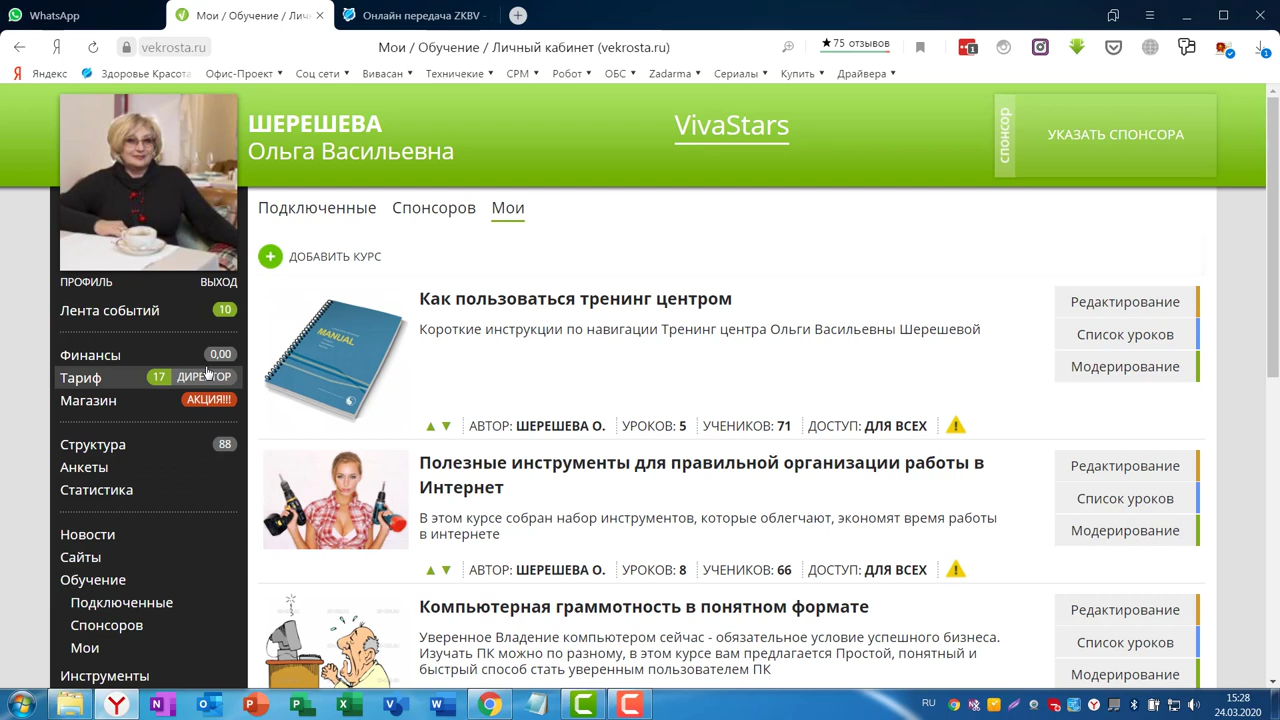 WhatsApp
Мои / Обучение / Личн
Онлайн передача ZKBV -
vekrosta.ru
Мои / Обучение / Личный кабинет (vekrosta.ru)
★75 отзывов
Яндекс
Здоровье Красота
Офис-Проект
Соц сети
Вивасан
Техничекие
СРМ
Робот
ОБС
Zadarma
Сериалы
Купить
Драйвера
ШЕРЕШЕВА
Ольга Васильевна
VivaStars
спонсор
УКАЗАТЬ СПОНСОРА
ПРОФИЛЬ
ВЫХОД
Лента событий 10
Финансы 0,00
Тариф 17 ДИРЕКТОР
Магазин АКЦИЯ!!!
Структура 88
Анкеты
Статистика
Новости
Сайты
Обучение
Подключенные
Спонсоров
Мои
Инструменты
Подключенные Спонсоров Мои
ДОБАВИТЬ КУРС
MANUAL
Как пользоваться тренинг центром
Короткие инструкции по навигации Тренинг центра Ольги Васильевны Шерешевой
АВТОР: ШЕРЕШЕВА О. УРОКОВ: 5 УЧЕНИКОВ: 71 ДОСТУП: ДЛЯ ВСЕХ
Редактирование
Список уроков
Модерирование
Полезные инструменты для правильной организации работы в
Интернет
В этом курсе собран набор инструментов, которые облегчают, экономят время работы
в интернете
АВТОР: ШЕРЕШЕВА О. УРОКОВ: 8 УЧЕНИКОВ: 66 ДОСТУП: ДЛЯ ВСЕХ
Редактирование
Список уроков
Модерирование
Компьютерная граммотность в понятном формате
Уверенное Владение компьютером сейчас - обязательное условие успешного бизнеса.
Изучать ПК можно по разному, в этом курсе вам предлагается Простой, понятный и
быстрый способ стать уверенным пользователем ПК
Редактирование
Список уроков
Модерирование
RU
15:28
24.03.2020